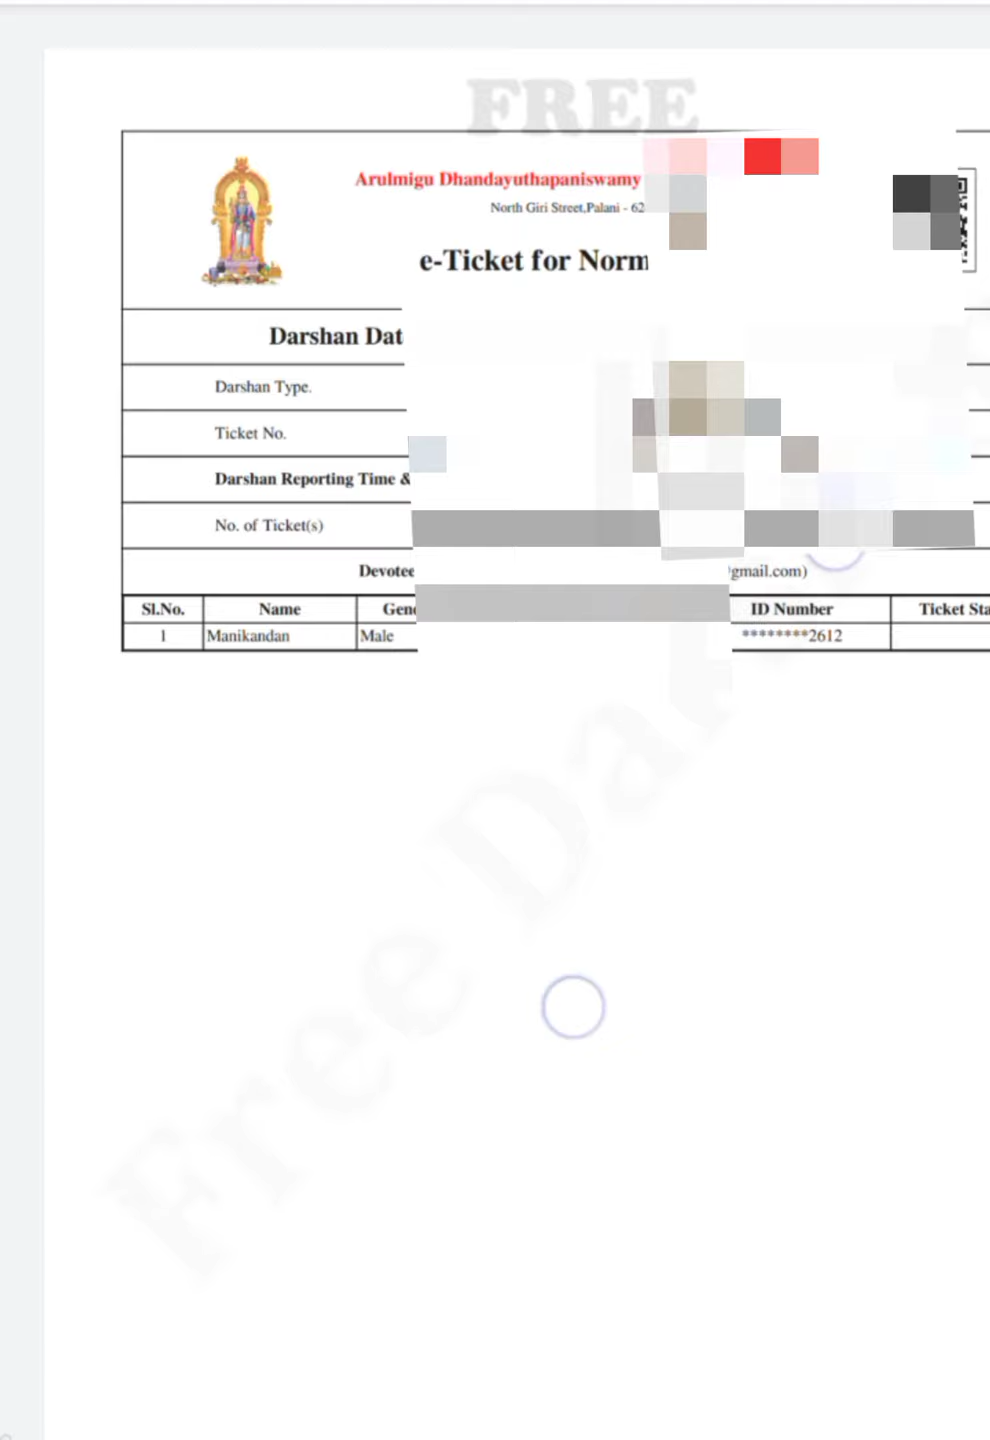 FREE
Arulmigu Dhandayuthapaniswamy
North Giri Street,Palani - 62
e-Ticket for Norm
Darshan Dat
Darshan Type.
Ticket No.
Darshan Reporting Time &
No. of Ticket(s)
Devotee gmail.com)
Sl.No. Name Gen ID Number Ticket Sta
1 Manikandan Male ********2612
Free Dar